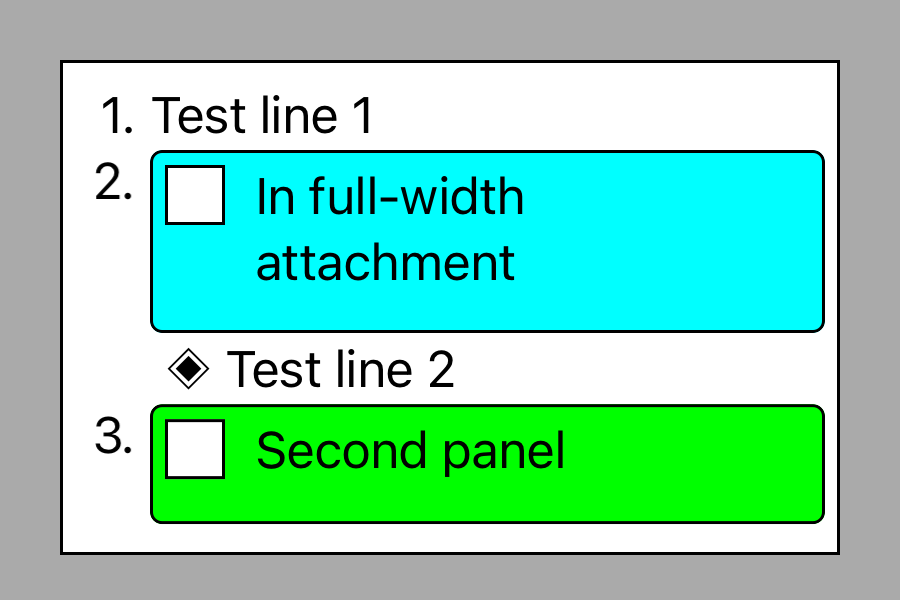 1. Test line 1
2. In full-width
attachment
◈ Test line 2
3. Second panel